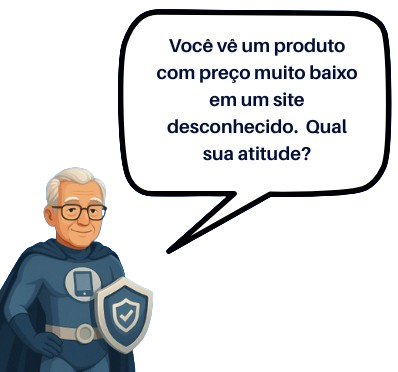 Você vê um produto
com preço muito baixo
em um site
desconhecido.  Qual
sua atitude?